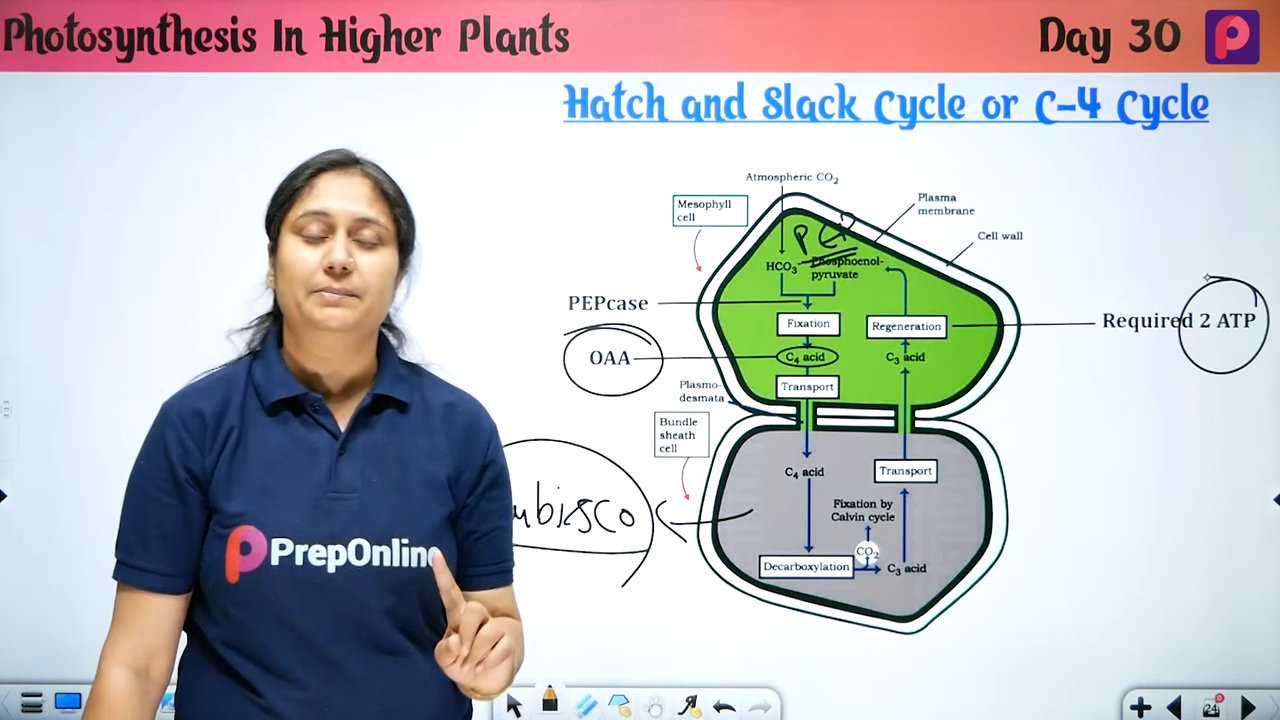 Photosynthesis In Higher Plants
Day 30
Hatch and Slack Cycle or C-4 Cycle
Atmospheric CO₂
Mesophyll
cell
Plasma
membrane
Cell wall
PEP
HCO₃⁻
Phosphoenol-
pyruvate
PEPcase
Fixation
Regeneration
Required 2 ATP
OAA
C₄ acid
C₃ acid
Transport
Plasmo-
desmata
Bundle
sheath
cell
C₄ acid
Transport
Fixation by
Calvin cycle
CO₂
Decarboxylation
C₃ acid
PrepOnline
24